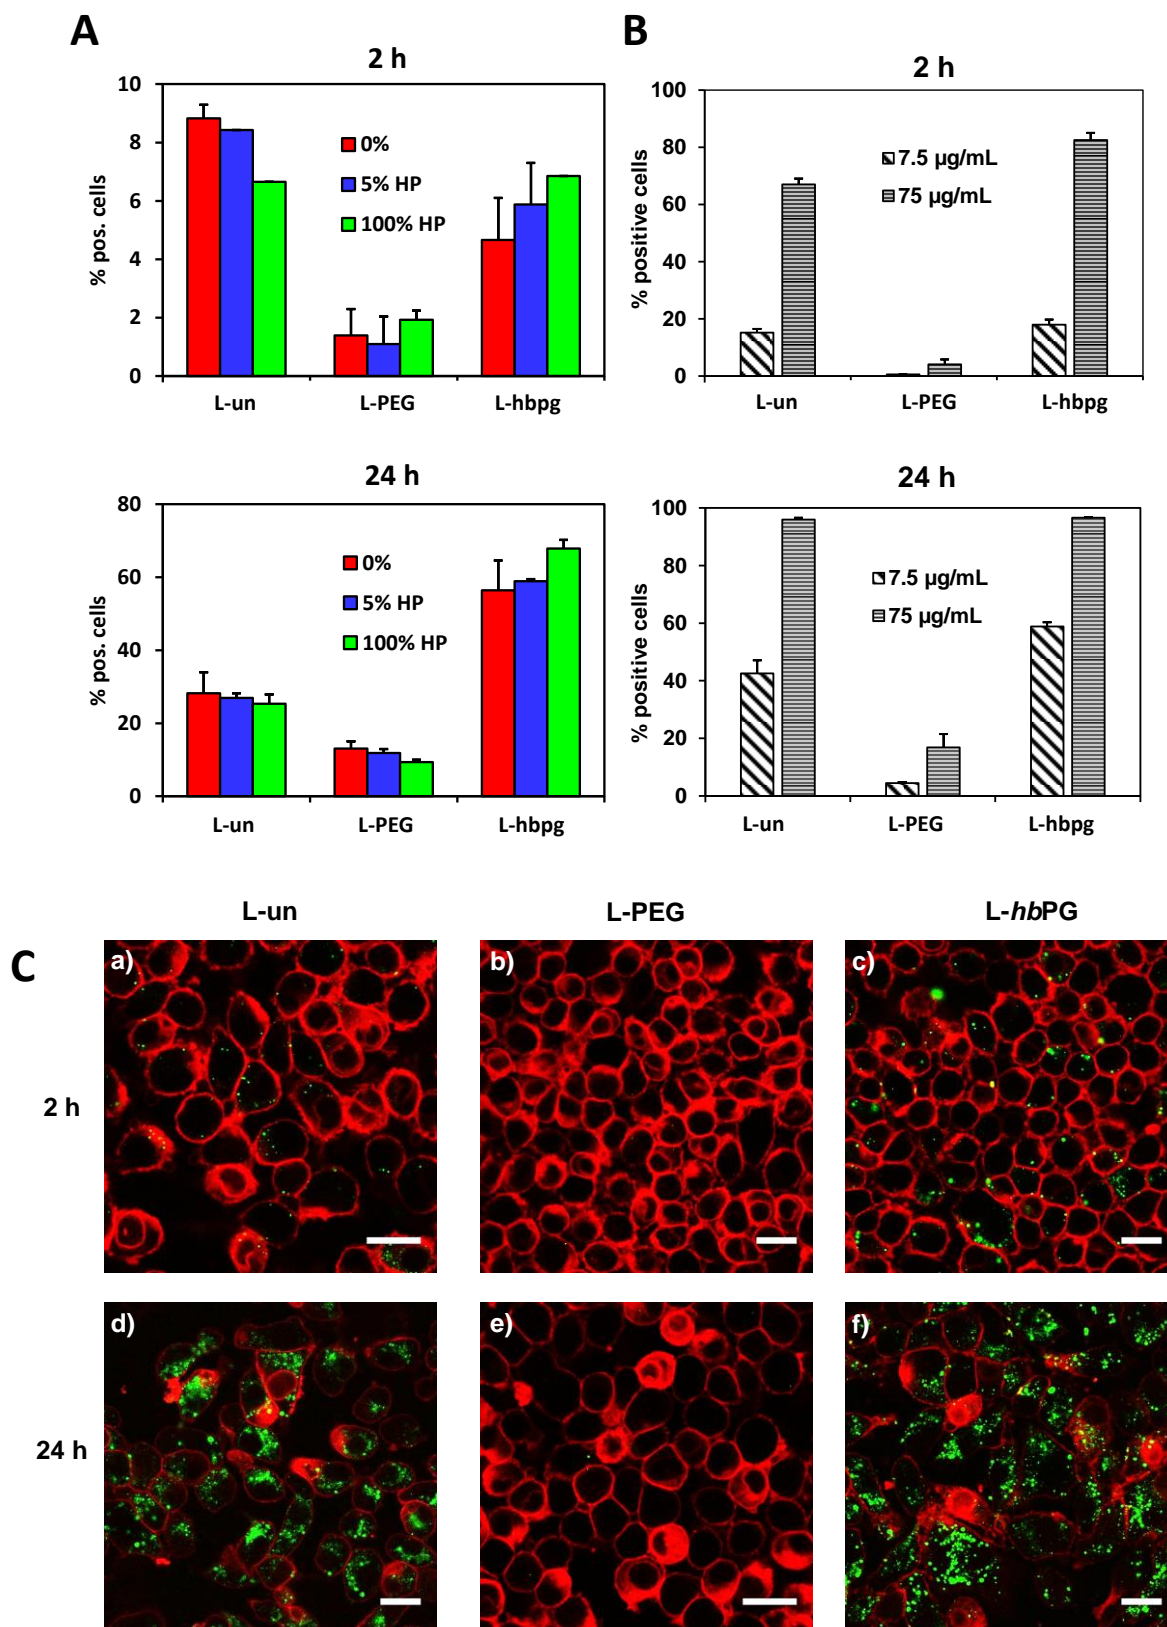 A
2 h
10
8
6
4
2
0
% pos. cells
0%
5% HP
100% HP
L-un
L-PEG
L-hbpg
24 h
80
60
40
20
0
% pos. cells
0%
5% HP
100% HP
L-un
L-PEG
L-hbpg
B
2 h
100
80
60
40
20
0
% positive cells
7.5 µg/mL
75 µg/mL
L-un
L-PEG
L-hbpg
24 h
100
80
60
40
20
0
% positive cells
7.5 µg/mL
75 µg/mL
L-un
L-PEG
L-hbpg
C
L-un
L-PEG
L-hbPG
2 h
a)
b)
c)
24 h
d)
e)
f)